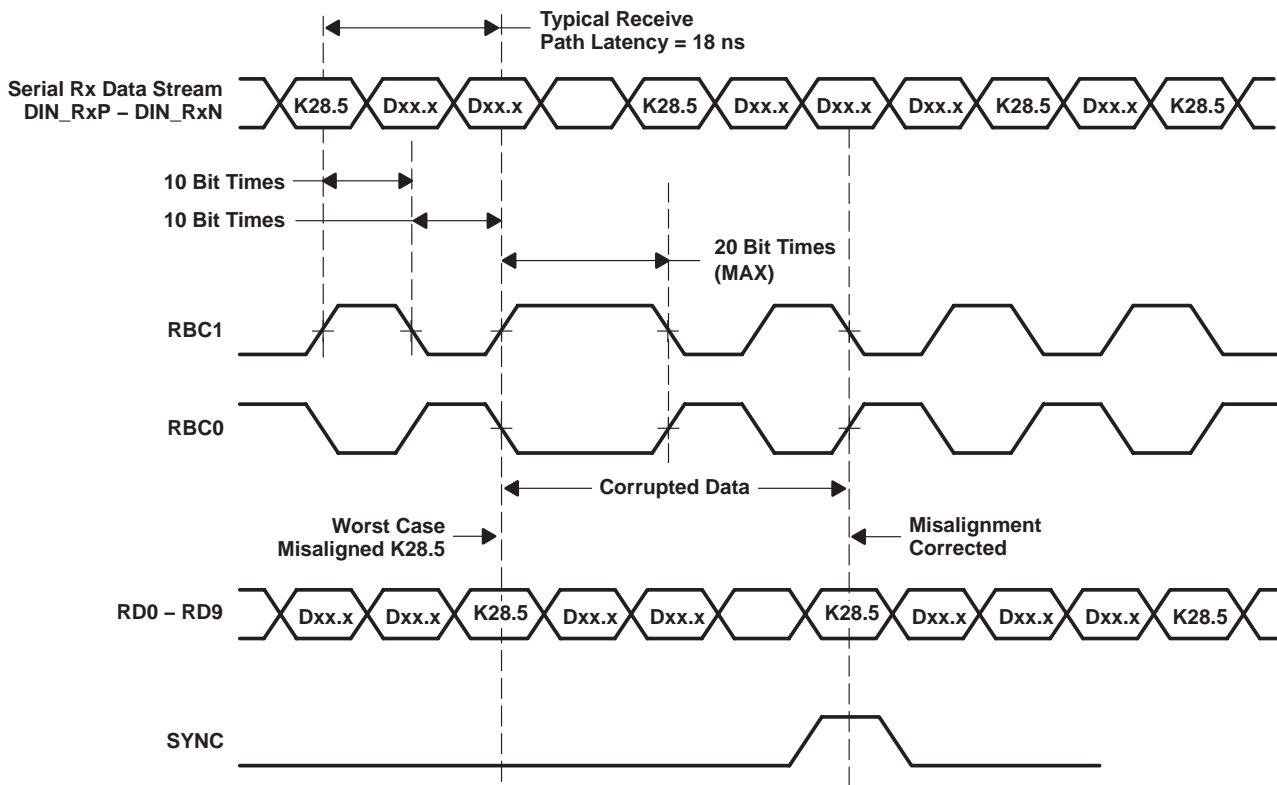 Typical Receive
Path Latency = 18 ns
Serial Rx Data Stream
DIN_RxP – DIN_RxN
K28.5 Dxx.x Dxx.x K28.5 Dxx.x Dxx.x Dxx.x K28.5 Dxx.x K28.5
10 Bit Times
10 Bit Times
20 Bit Times
(MAX)
RBC1
RBC0
Corrupted Data
Worst Case
Misaligned K28.5
Misalignment
Corrected
RD0 – RD9
Dxx.x Dxx.x K28.5 Dxx.x Dxx.x K28.5 Dxx.x Dxx.x Dxx.x K28.5
SYNC